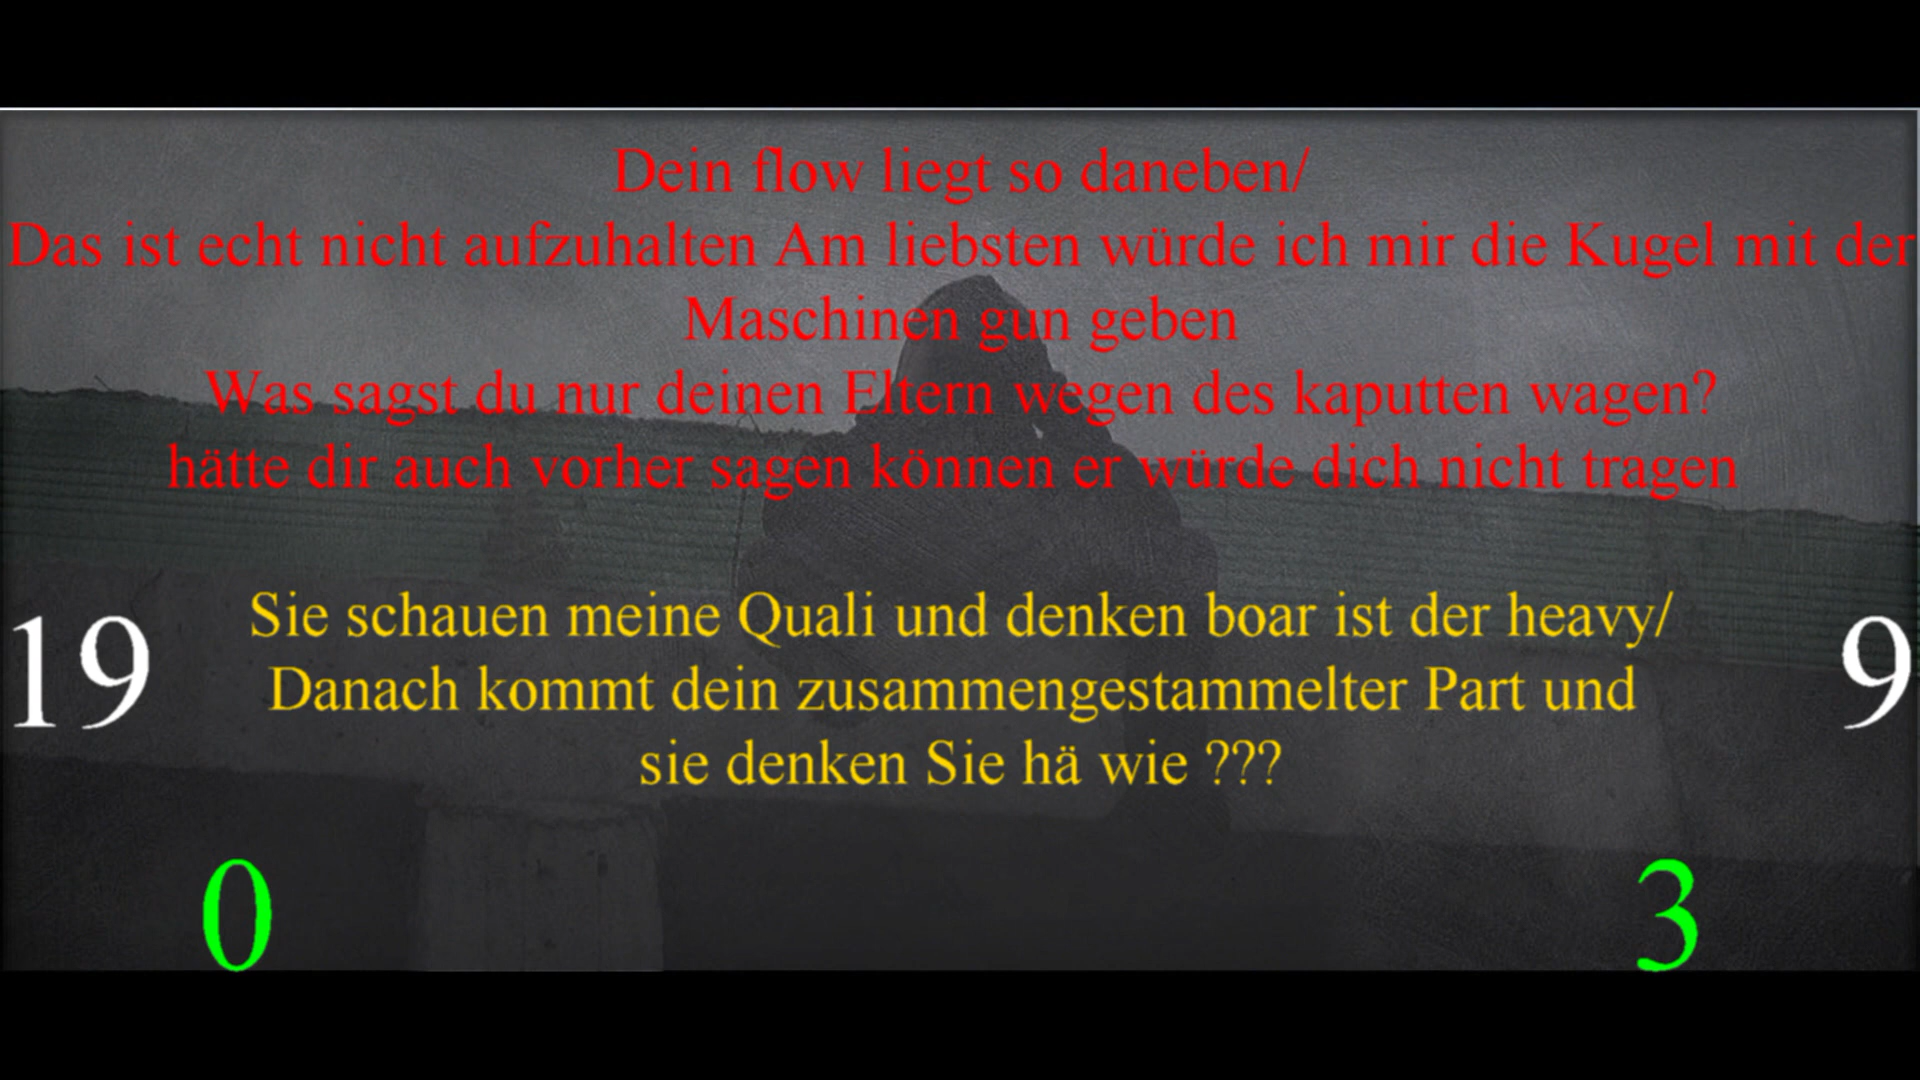 Dein flow liegt so daneben/
Das ist echt nicht aufzuhalten Am liebsten würde ich mir die Kugel mit der
Maschinen gun geben
Was sagst du nur deinen Eltern wegen des kaputten wagen?
hätte dir auch vorher sagen können er würde dich nicht tragen
Sie schauen meine Quali und denken boar ist der heavy/
Danach kommt dein zusammengestammelter Part und
sie denken Sie hä wie ???
19
9
0
3